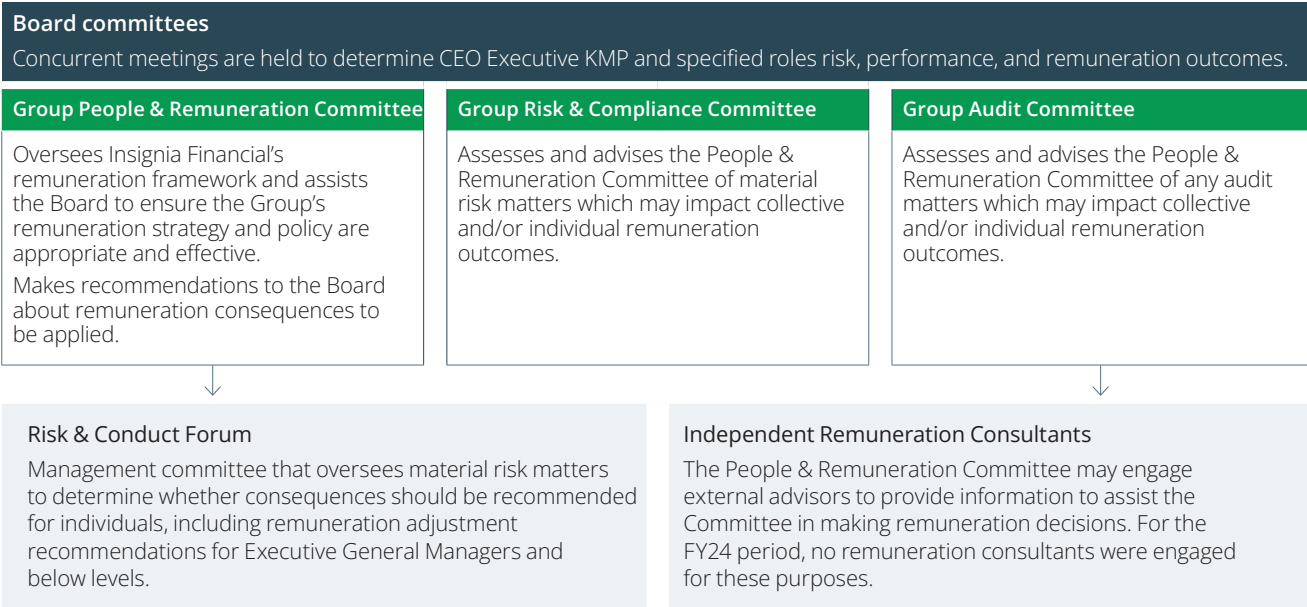 Board committees
Concurrent meetings are held to determine CEO Executive KMP and specified roles risk, performance, and remuneration outcomes.
Group People & Remuneration Committee
Oversees Insignia Financial’s
remuneration framework and assists
the Board to ensure the Group’s
remuneration strategy and policy are
appropriate and effective.
Makes recommendations to the Board
about remuneration consequences to
be applied.
Group Risk & Compliance Committee
Assesses and advises the People &
Remuneration Committee of material
risk matters which may impact collective
and/or individual remuneration
outcomes.
Group Audit Committee
Assesses and advises the People &
Remuneration Committee of any audit
matters which may impact collective
and/or individual remuneration
outcomes.
Risk & Conduct Forum
Management committee that oversees material risk matters
to determine whether consequences should be recommended
for individuals, including remuneration adjustment
recommendations for Executive General Managers and
below levels.
Independent Remuneration Consultants
The People & Remuneration Committee may engage
external advisors to provide information to assist the
Committee in making remuneration decisions. For the
FY24 period, no remuneration consultants were engaged
for these purposes.